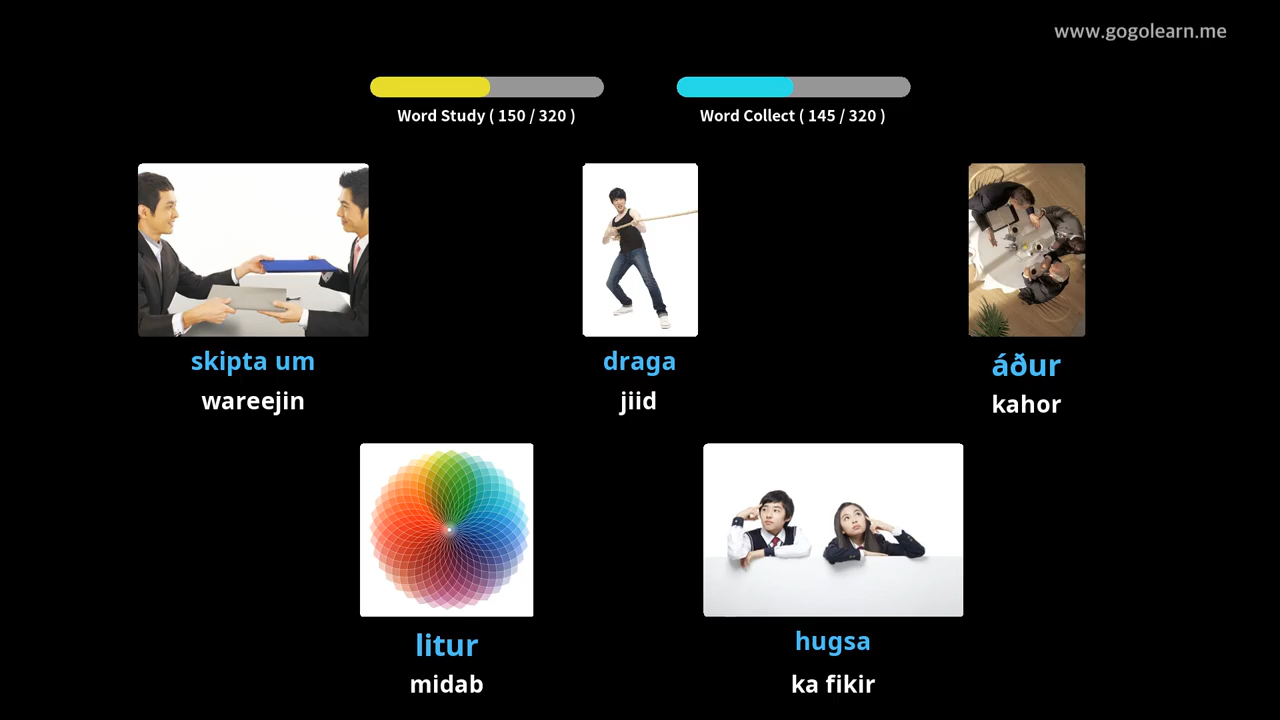 www.gogolearn.me
Word Study ( 150 / 320 )
Word Collect ( 145 / 320 )
skipta um
wareejin
draga
jiid
áður
kahor
litur
midab
hugsa
ka fikir